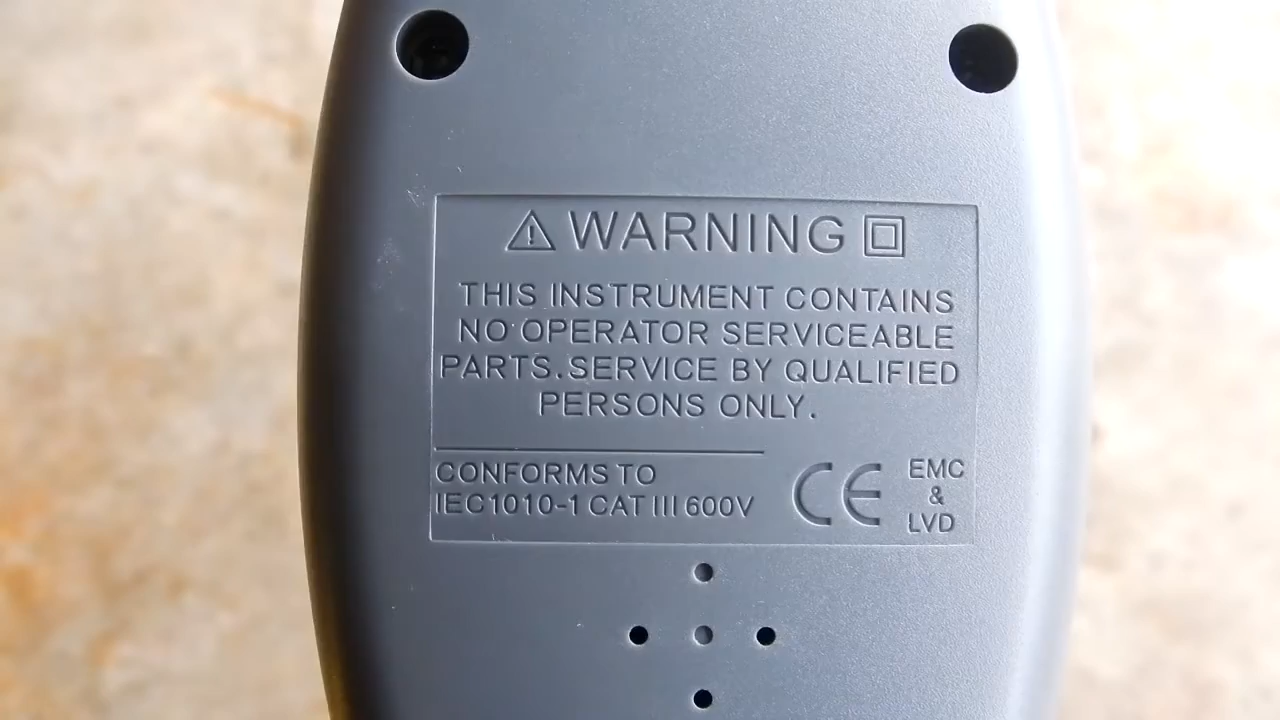 WARNING
THIS INSTRUMENT CONTAINS
NO OPERATOR SERVICEABLE
PARTS.SERVICE BY QUALIFIED
PERSONS ONLY.
CONFORMS TO
IEC1010-1 CAT III 600V
CE
EMC
&
LVD